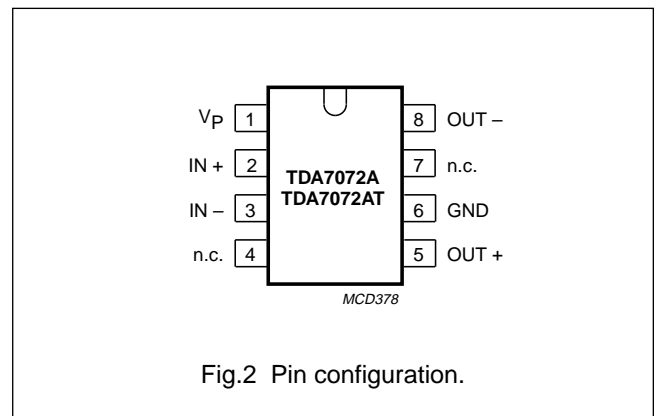 VP 1 8 OUT –
IN + 2 7 n.c.
TDA7072A
TDA7072AT
IN – 3 6 GND
n.c. 4 5 OUT +
MCD378
Fig.2 Pin configuration.